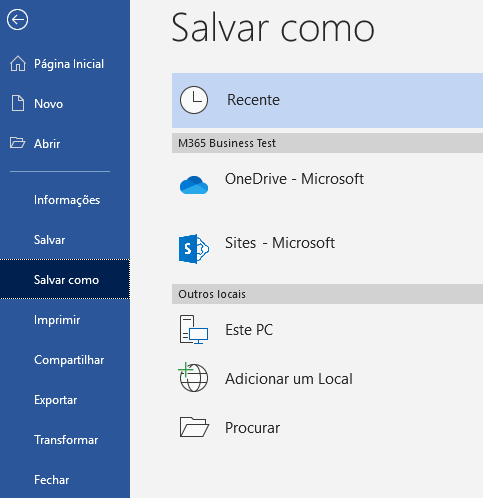 Salvar como
Página Inicial
Novo
Abrir
Informações
Salvar
Salvar como
Imprimir
Compartilhar
Exportar
Transformar
Fechar
Recente
M365 Business Test
OneDrive - Microsoft
S
Sites - Microsoft
Outros locais
Este PC
Adicionar um Local
Procurar